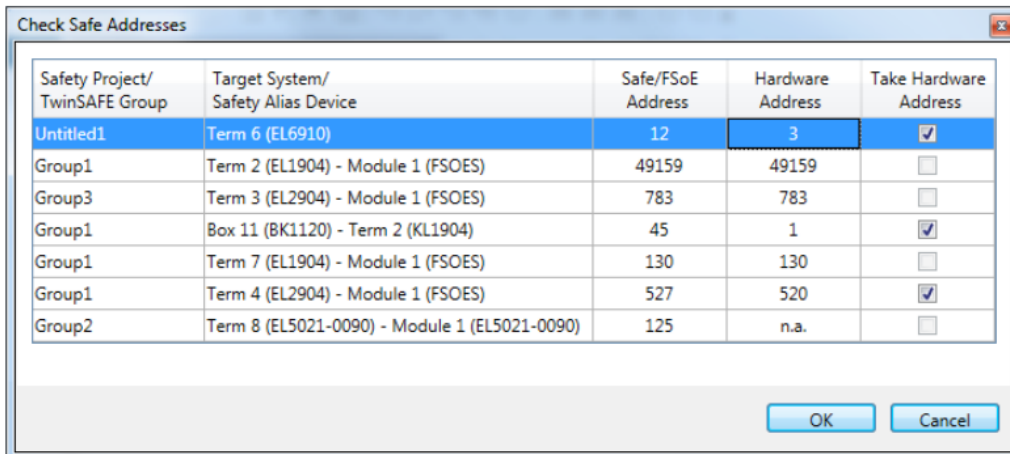 Check Safe Addresses
Safety Project/ Target System/ Safe/FSoE Hardware Take Hardware
TwinSAFE Group Safety Alias Device Address Address Address
Untitled1 Term 6 (EL6910) 12 3
Group1 Term 2 (EL1904) - Module 1 (FSOES) 49159 49159
Group3 Term 3 (EL2904) - Module 1 (FSOES) 783 783
Group1 Box 11 (BK1120) - Term 2 (KL1904) 45 1
Group1 Term 7 (EL1904) - Module 1 (FSOES) 130 130
Group1 Term 4 (EL2904) - Module 1 (FSOES) 527 520
Group2 Term 8 (EL5021-0090) - Module 1 (EL5021-0090) 125 n.a.
OK Cancel